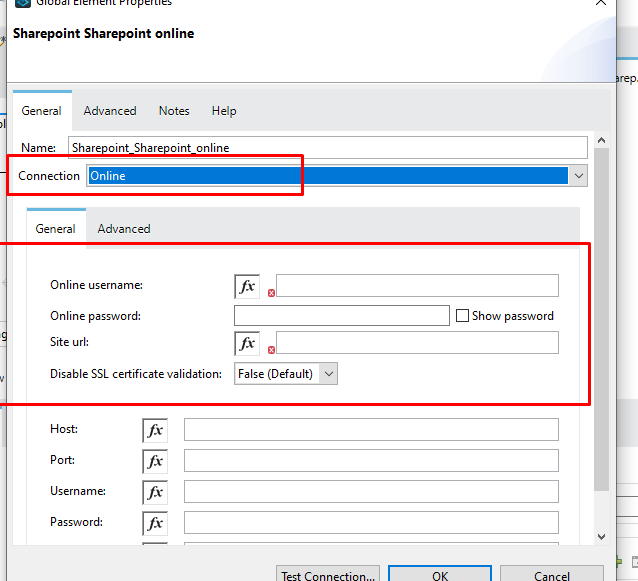 Global Element Properties
Sharepoint Sharepoint online
General Advanced Notes Help
Name: Sharepoint_Sharepoint_online
Connection Online
General Advanced
Online username: fx
Online password: Show password
Site url: fx
Disable SSL certificate validation: False (Default)
Host: fx
Port: fx
Username: fx
Password: fx
Test Connection... OK Cancel